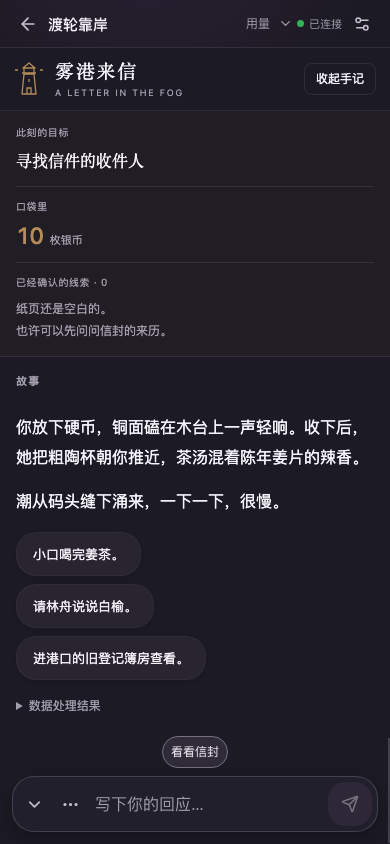 渡轮靠岸
用量
已连接
雾港来信
A LETTER IN THE FOG
收起手记
此刻的目标
寻找信件的收件人
口袋里
10 枚银币
已经确认的线索 · 0
纸页还是空白的。
也许可以先问问信封的来历。
故事
你放下硬币，铜面磕在木台上一声轻响。收下后，
她把粗陶杯朝你推近，茶汤混着陈年姜片的辣香。
潮从码头缝下涌来，一下一下，很慢。
小口喝完姜茶。
请林舟说说白榆。
进港口的旧登记簿房查看。
数据处理结果
看看信封
写下你的回应...